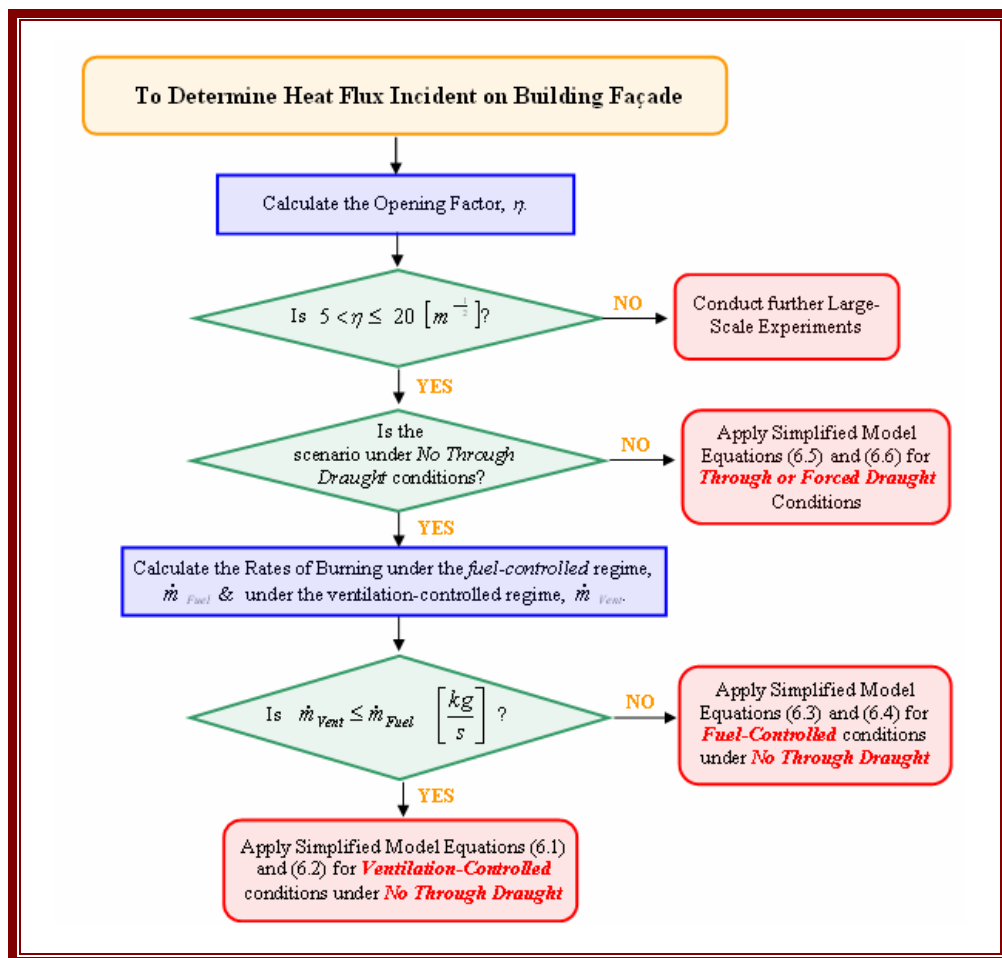 To Determine Heat Flux Incident on Building Façade
Calculate the Opening Factor, η.
Is 5 < η ≤ 20 [m^{-1/2}]?
NO
Conduct further Large-
Scale Experiments
YES
Is the
scenario under No Through
Draught conditions?
NO
Apply Simplified Model
Equations (6.5) and (6.6) for
Through or Forced Draught
Conditions
YES
Calculate the Rates of Burning under the fuel-controlled regime,
ṁ Fuel & under the ventilation-controlled regime, ṁ Vent.
Is ṁ Vent ≤ ṁ Fuel [kg/s] ?
NO
Apply Simplified Model
Equations (6.3) and (6.4) for
Fuel-Controlled conditions
under No Through Draught
YES
Apply Simplified Model Equations (6.1)
and (6.2) for Ventilation-Controlled
conditions under No Through Draught